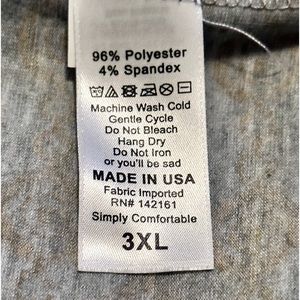 96% Polyester
4% Spandex
Machine Wash Cold
Gentle Cycle
Do Not Bleach
Hang Dry
Do Not Iron
or you'll be sad
MADE IN USA
Fabric Imported
RN# 142161
Simply Comfortable
3XL